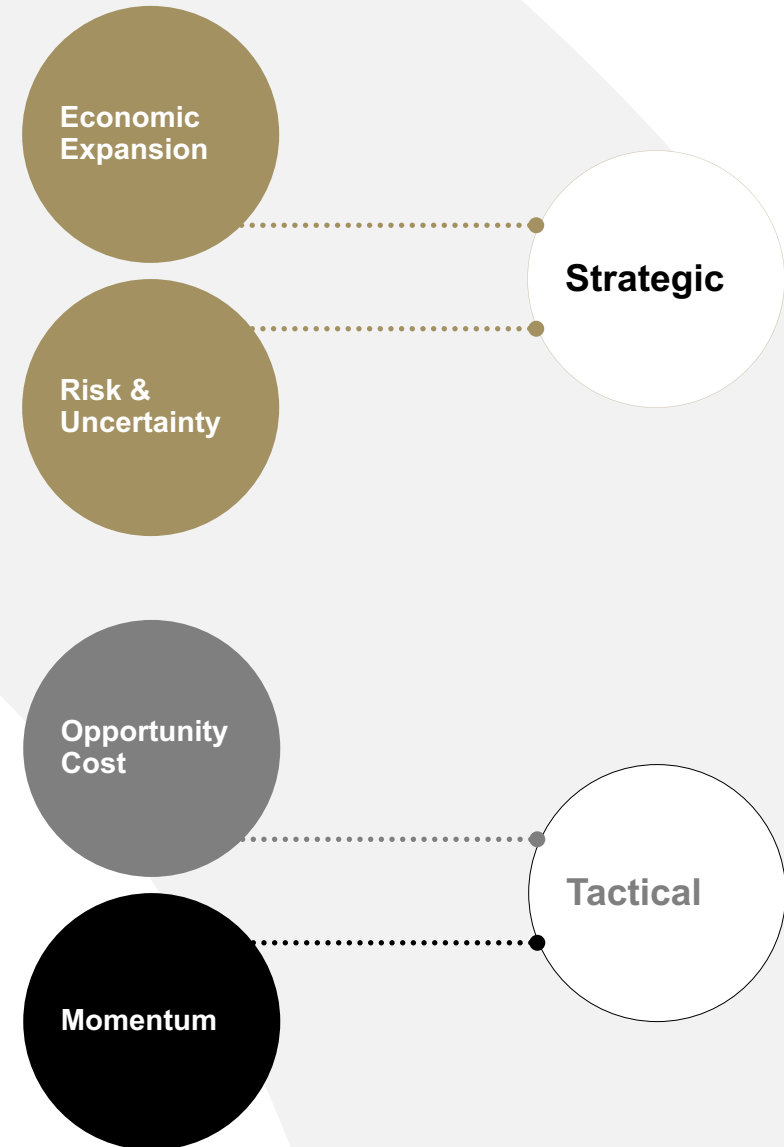 Economic
Expansion
Strategic
Risk &
Uncertainty
Opportunity
Cost
Tactical
Momentum